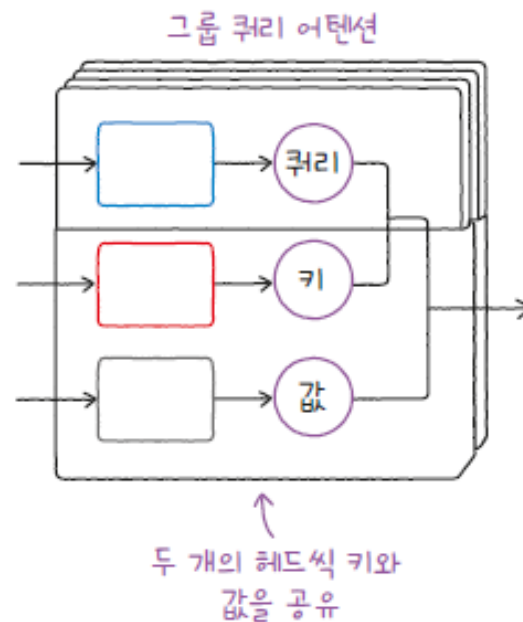 그룹 쿼리 어텐션
쿼리
키
값
두 개의 헤드씩 키와
값을 공유